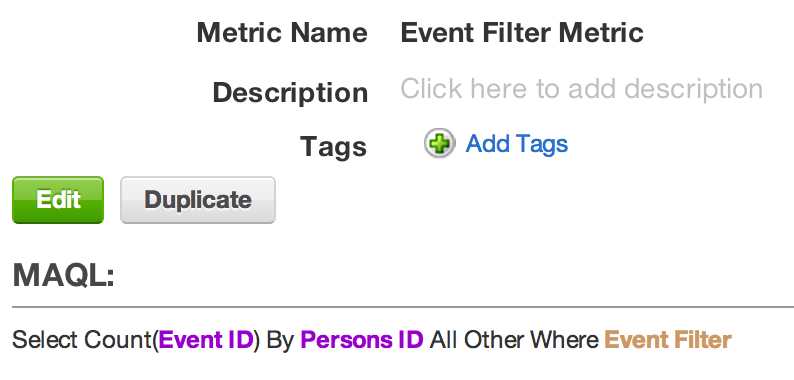 Metric Name Event Filter Metric
Description Click here to add description
Tags Add Tags
Edit Duplicate
MAQL:
Select Count(Event ID) By Persons ID All Other Where Event Filter